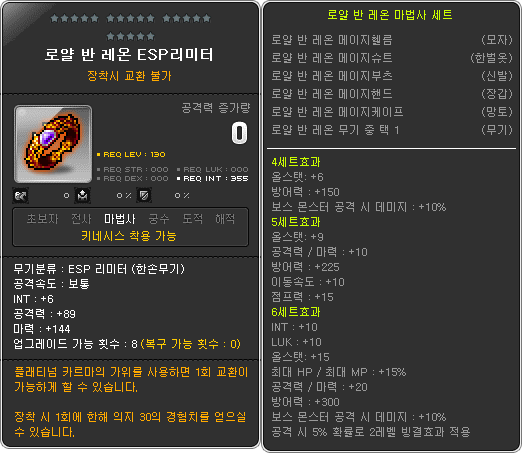 로얄 반 레온 ESP리미터
장착시 교환 불가
공격력 증가량
0
REQ LEV : 130
REQ STR : 000 REQ LUK : 000
REQ DEX : 000 REQ INT : 355
0 0 % 0 %
초보자 전사 마법사 궁수 도적 해적
키네시스 착용 가능
무기분류 : ESP 리미터 (한손무기)
공격속도 : 보통
INT : +6
공격력 : +89
마력 : +144
업그레이드 가능 횟수 : 8 (복구 가능 횟수 : 0)
플래티넘 카르마의 가위를 사용하면 1회 교환이
가능하게 할 수 있습니다.
장착 시 1회에 한해 의지 30의 경험치를 얻으실
수 있습니다.
로얄 반 레온 마법사 세트
로얄 반 레온 메이지헬름 (모자)
로얄 반 레온 메이지슈트 (한벌옷)
로얄 반 레온 메이지부츠 (신발)
로얄 반 레온 메이지핸드 (장갑)
로얄 반 레온 메이지케이프 (망토)
로얄 반 레온 무기 중 택 1 (무기)
4세트효과
올스탯: +6
방어력 : +150
보스 몬스터 공격 시 데미지 : +10%
5세트효과
올스탯: +9
공격력 / 마력 : +10
방어력 : +225
이동속도 : +10
점프력 : +15
6세트효과
INT : +10
LUK : +10
올스탯: +15
최대 HP / 최대 MP : +15%
공격력 / 마력 : +20
방어력 : +300
보스 몬스터 공격 시 데미지 : +10%
공격 시 5% 확률로 2레벨 빙결효과 적용